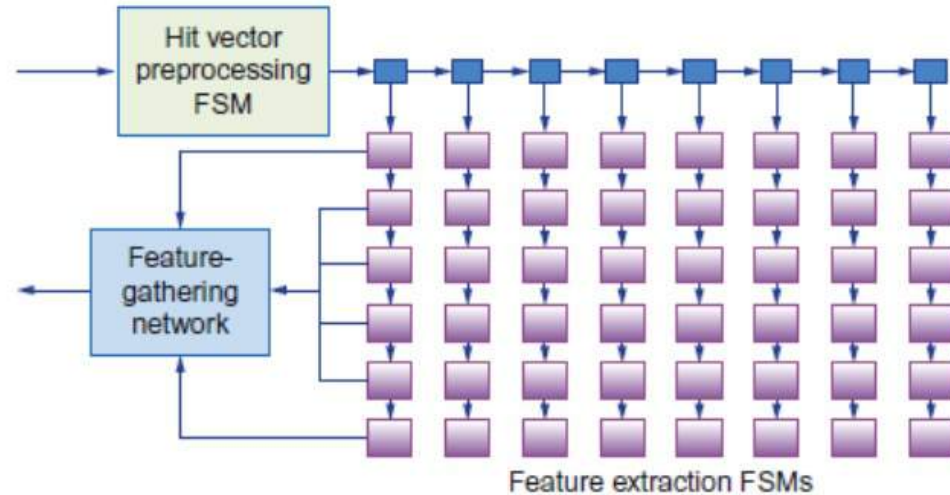 Hit vector
preprocessing
FSM
Feature-
gathering
network
Feature extraction FSMs